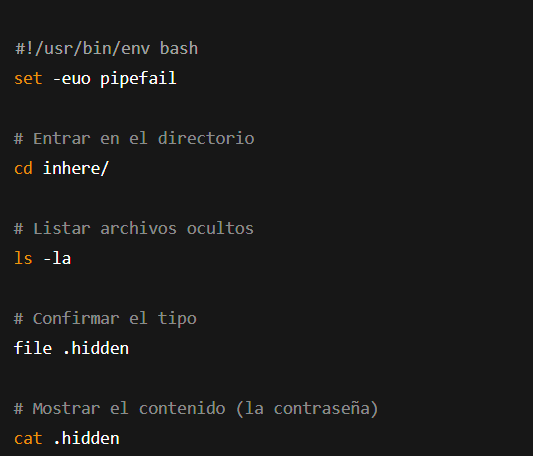 #!/usr/bin/env bash
set -euo pipefail
# Entrar en el directorio
cd inhere/
# Listar archivos ocultos
ls -la
# Confirmar el tipo
file .hidden
# Mostrar el contenido (la contraseña)
cat .hidden